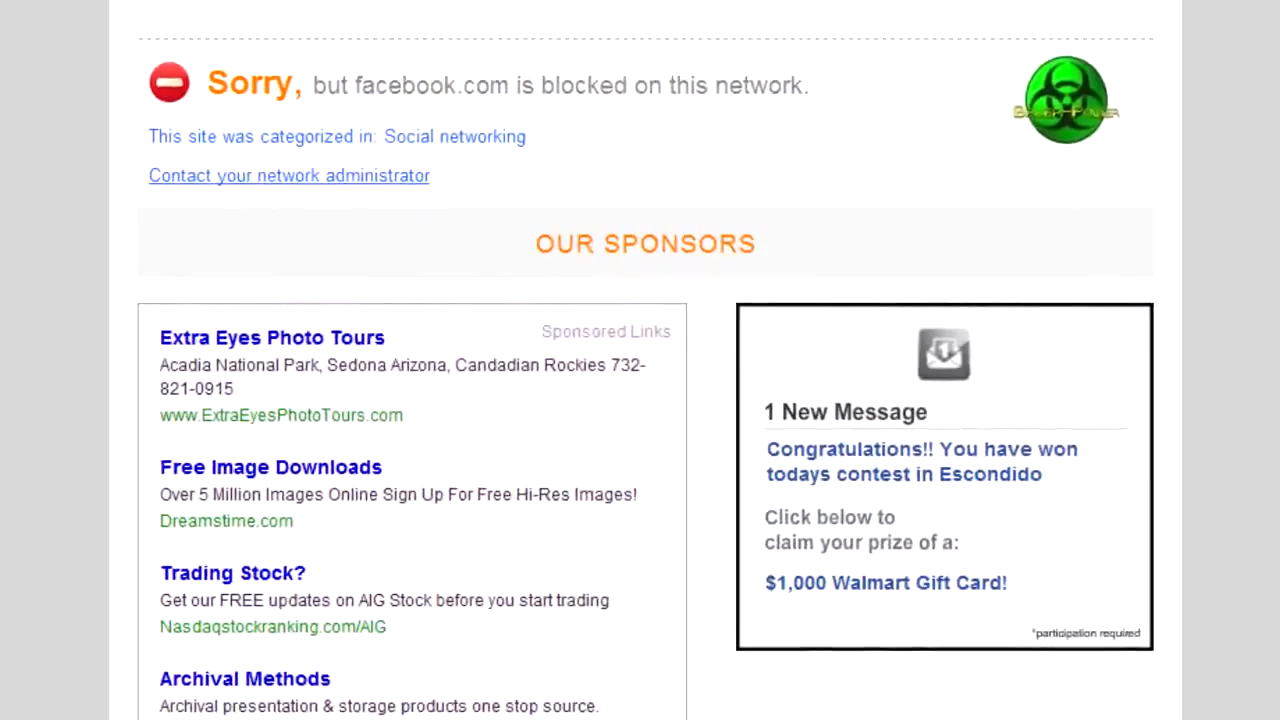 Sorry, but facebook.com is blocked on this network.
This site was categorized in: Social networking
Contact your network administrator
OUR SPONSORS
Sponsored Links
Extra Eyes Photo Tours
Acadia National Park, Sedona Arizona, Candadian Rockies 732-
821-0915
www.ExtraEyesPhotoTours.com
Free Image Downloads
Over 5 Million Images Online Sign Up For Free Hi-Res Images!
Dreamstime.com
Trading Stock?
Get our FREE updates on AIG Stock before you start trading
Nasdaqstockranking.com/AIG
Archival Methods
Archival presentation & storage products one stop source.
1
1 New Message
Congratulations!! You have won
todays contest in Escondido
Click below to
claim your prize of a:
$1,000 Walmart Gift Card!
*participation required